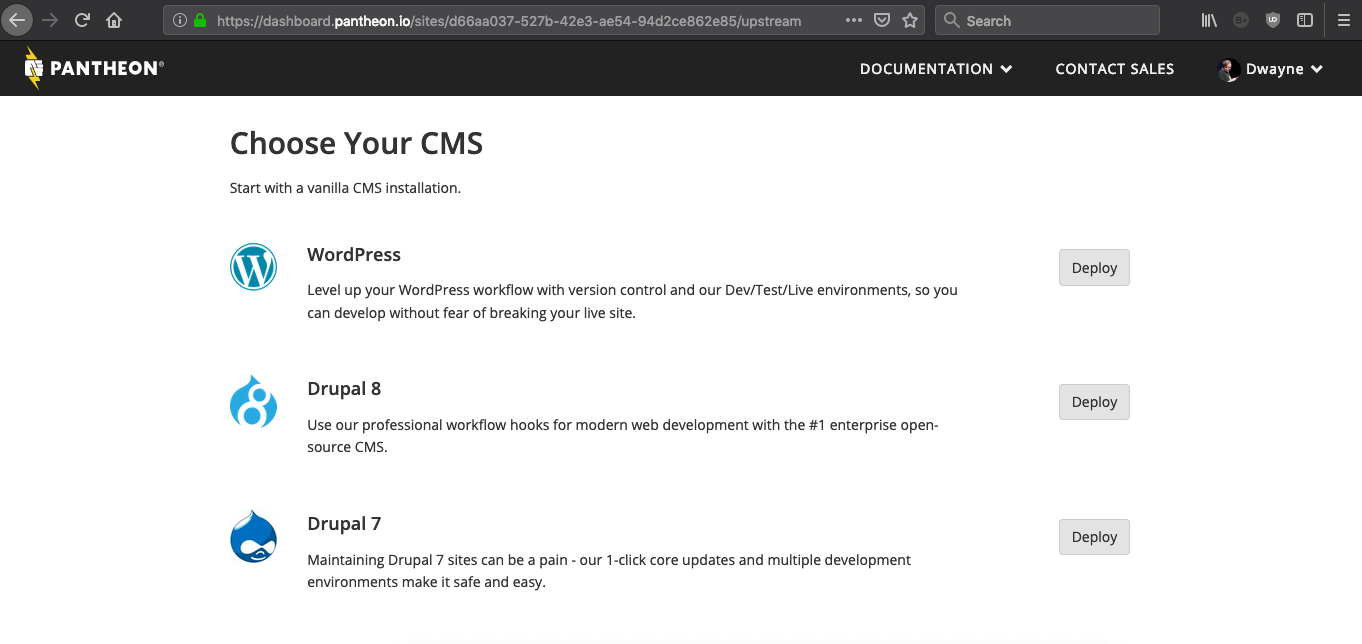 https://dashboard.pantheon.io/sites/d66aa037-527b-42e3-ae54-94d2ce862e85/upstream
Search
PANTHEON®
DOCUMENTATION
CONTACT SALES
Dwayne
Choose Your CMS
Start with a vanilla CMS installation.
WordPress
Deploy
Level up your WordPress workflow with version control and our Dev/Test/Live environments, so you
can develop without fear of breaking your live site.
Drupal 8
Deploy
Use our professional workflow hooks for modern web development with the #1 enterprise open-
source CMS.
Drupal 7
Deploy
Maintaining Drupal 7 sites can be a pain - our 1-click core updates and multiple development
environments make it safe and easy.